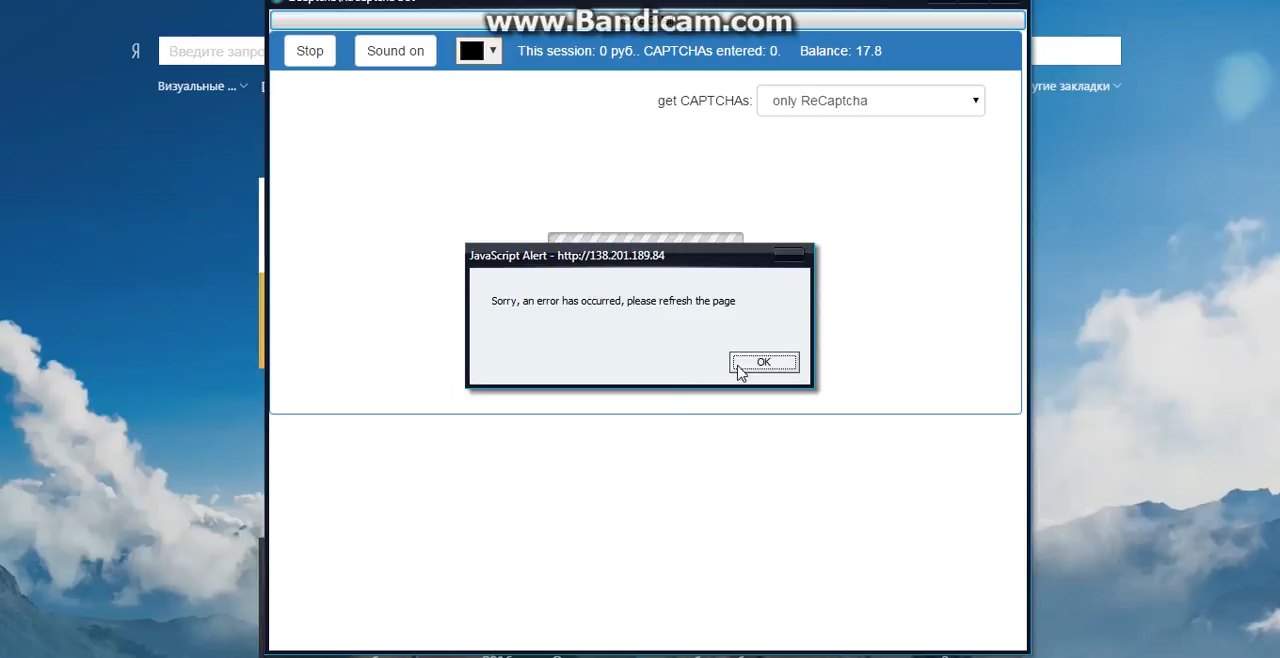 www.Bandicam.com
Я
Введите запро
Stop
Sound on
This session: 0 руб.. CAPTCHAs entered: 0.
Balance: 17.8
Визуальные ...
гие закладки
get CAPTCHAs:
only ReCaptcha
JavaScript Alert - http://138.201.189.84
Sorry, an error has occurred, please refresh the page
OK